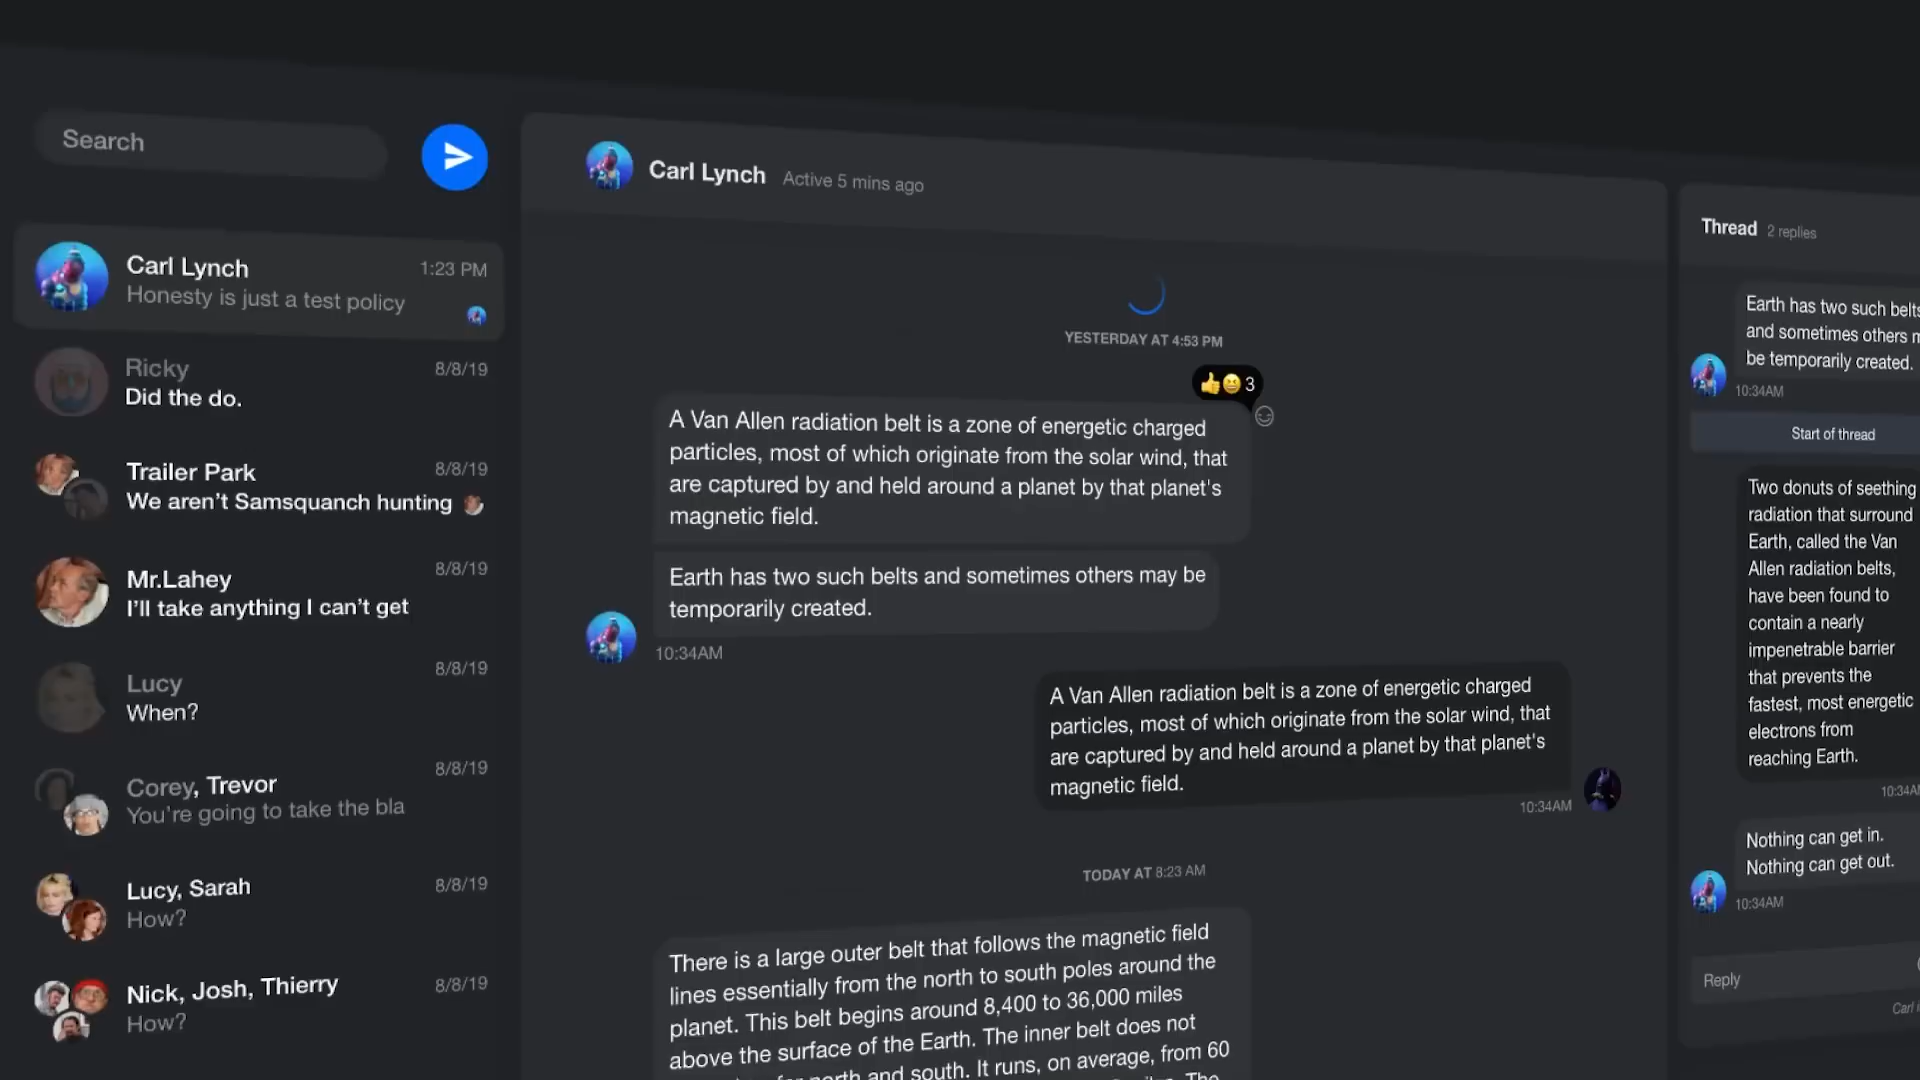 Search
Carl Lynch
1:23 PM
Honesty is just a test policy
Ricky
8/8/19
Did the do.
Trailer Park
8/8/19
We aren’t Samsquanch hunting
Mr.Lahey
8/8/19
I’ll take anything I can’t get
Lucy
8/8/19
When?
Corey, Trevor
8/8/19
You’re going to take the bla
Lucy, Sarah
8/8/19
How?
Nick, Josh, Thierry
8/8/19
How?
Carl Lynch Active 5 mins ago
YESTERDAY AT 4:53 PM
👍😆 3
A Van Allen radiation belt is a zone of energetic charged
particles, most of which originate from the solar wind, that
are captured by and held around a planet by that planet's
magnetic field.
Earth has two such belts and sometimes others may be
temporarily created.
10:34AM
A Van Allen radiation belt is a zone of energetic charged
particles, most of which originate from the solar wind, that
are captured by and held around a planet by that planet's
magnetic field.
10:34AM
TODAY AT 8:23 AM
There is a large outer belt that follows the magnetic field
lines essentially from the north to south poles around the
planet. This belt begins around 8,400 to 36,000 miles
above the surface of the Earth. The inner belt does not
north and south. It runs, on average, from 60
The
Thread 2 replies
Earth has two such belts
and sometimes others
be temporarily created.
10:34AM
Start of thread
Two donuts of seething
radiation that surround
Earth, called the Van
Allen radiation belts,
have been found to
contain a nearly
impenetrable barrier
that prevents the
fastest, most energetic
electrons from
reaching Earth.
10:34AM
Nothing can get in.
Nothing can get out.
10:34AM
Reply
Carl